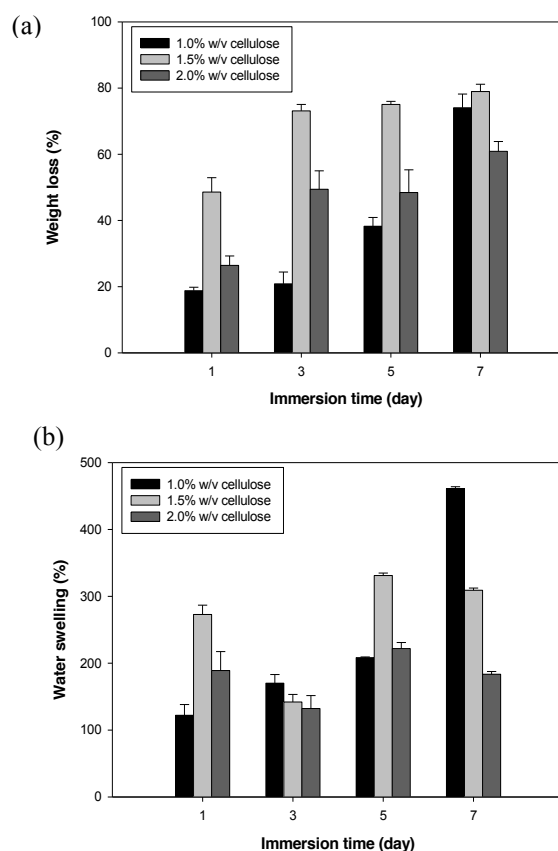 (a)
1.0% w/v cellulose
1.5% w/v cellulose
2.0% w/v cellulose
100
80
60
40
20
0
Weight loss (%)
1 3 5 7
Immersion time (day)
(b)
1.0% w/v cellulose
1.5% w/v cellulose
2.0% w/v cellulose
500
400
300
200
100
0
Water swelling (%)
1 3 5 7
Immersion time (day)